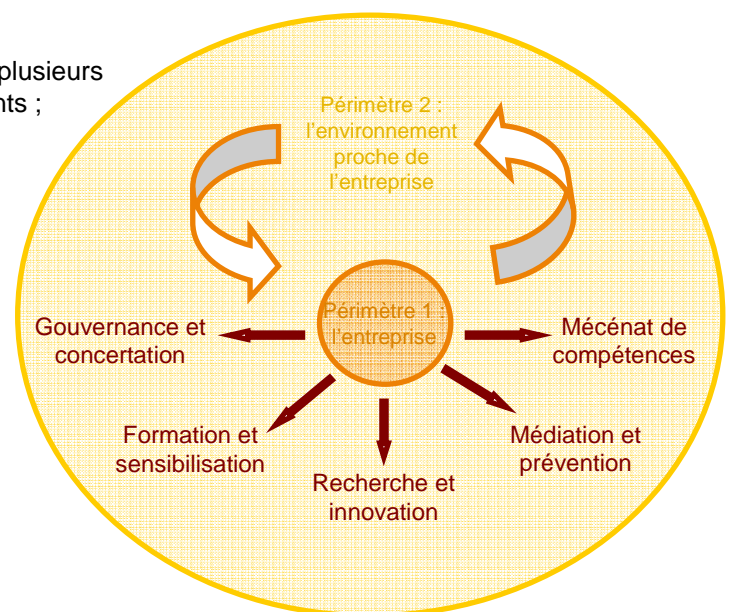 plusieurs
nts ;
Périmètre 2 :
l'environnement
proche de
l'entreprise
Périmètre 1 :
l'entreprise
Gouvernance et
concertation
Mécénat de
compétences
Formation et
sensibilisation
Médiation et
prévention
Recherche et
innovation